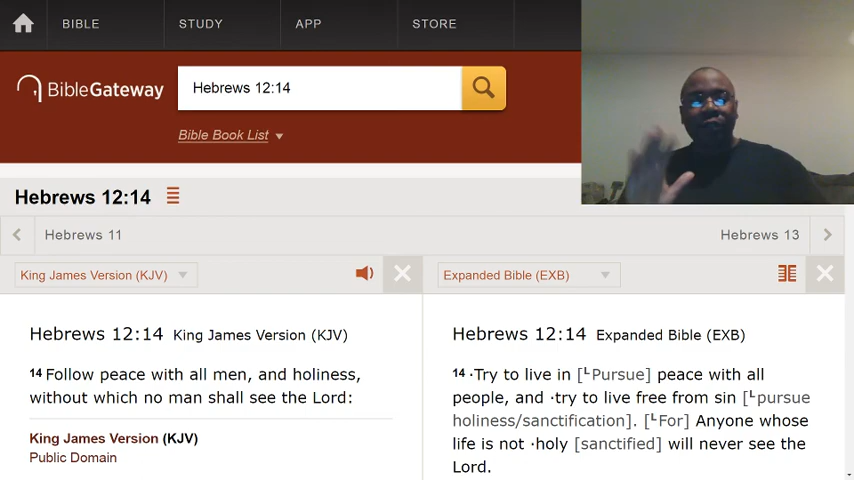 BIBLE STUDY APP STORE
BibleGateway
Hebrews 12:14
Bible Book List
Hebrews 12:14
Hebrews 11
Hebrews 13
King James Version (KJV)
Expanded Bible (EXB)
Hebrews 12:14 King James Version (KJV)
14 Follow peace with all men, and holiness,
without which no man shall see the Lord:
King James Version (KJV)
Public Domain
Hebrews 12:14 Expanded Bible (EXB)
14 ·Try to live in [ᴸPursue] peace with all
people, and ·try to live free from sin [ᴸpursue
holiness/sanctification]. [ᴸFor] Anyone whose
life is not ·holy [sanctified] will never see the
Lord.